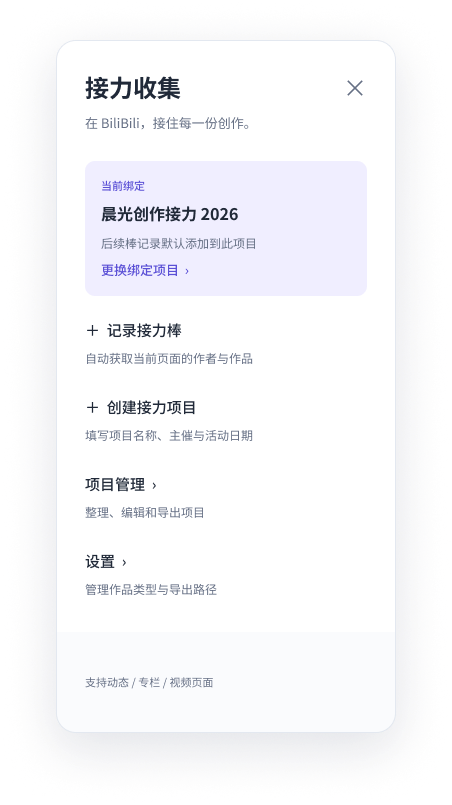 接力收集
在 BiliBili，接住每一份创作。
当前绑定
晨光创作接力 2026
后续棒记录默认添加到此项目
更换绑定项目 ›
＋ 记录接力棒
自动获取当前页面的作者与作品
＋ 创建接力项目
填写项目名称、主催与活动日期
项目管理 ›
整理、编辑和导出项目
设置 ›
管理作品类型与导出路径
支持动态 / 专栏 / 视频页面